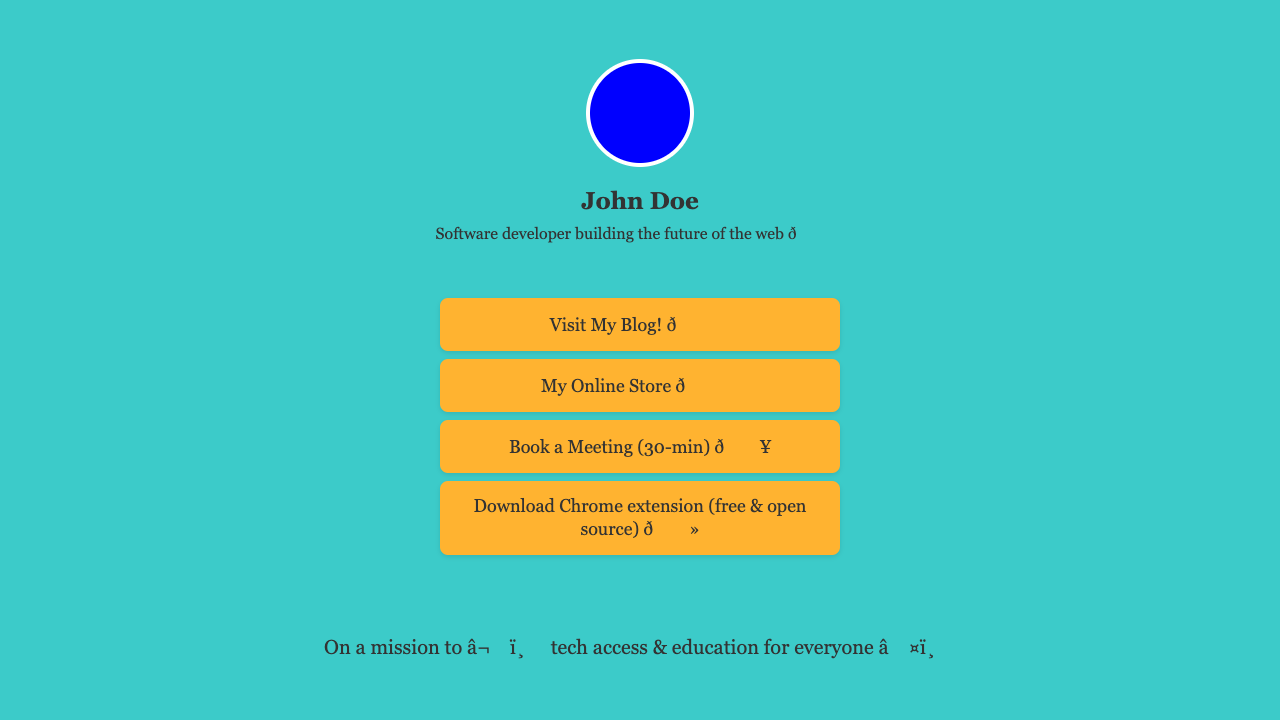 John Doe
Software developer building the future of the web ð
Visit My Blog! ð
My Online Store ð
Book a Meeting (30-min) ð ¥
Download Chrome extension (free & open
source) ð »
On a mission to â¬ ï¸ tech access & education for everyone â ¤ï¸